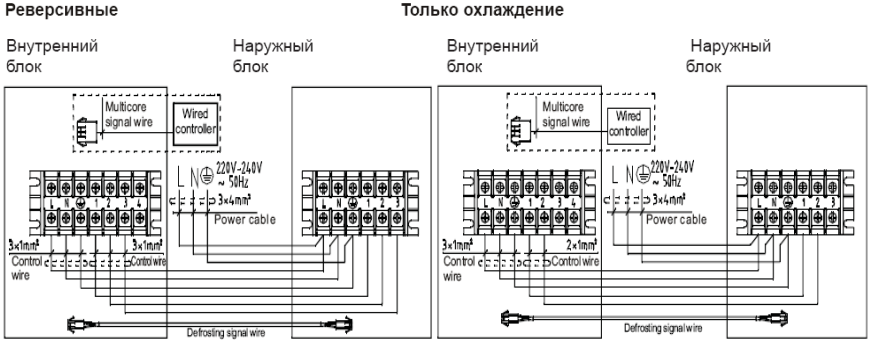 Реверсивные
Только охлаждение
Внутренний блок
Наружный блок
Внутренний блок
Наружный блок
Multicore signal wire
Wired controller
L N 220V-240V ~ 50Hz
3×4mm²
Power cable
L N 1 2 3 4
L N 1 2 3
3×1mm²
Control wire
3×1mm²
Control wire
Defrosting signal wire
Multicore signal wire
Wired controller
L N 220V-240V ~ 50Hz
3×4mm²
Power cable
L N 1 2 3 4
L N 1 2 3
3×1mm²
Control wire
2×1mm²
Control wire
Defrosting signal wire